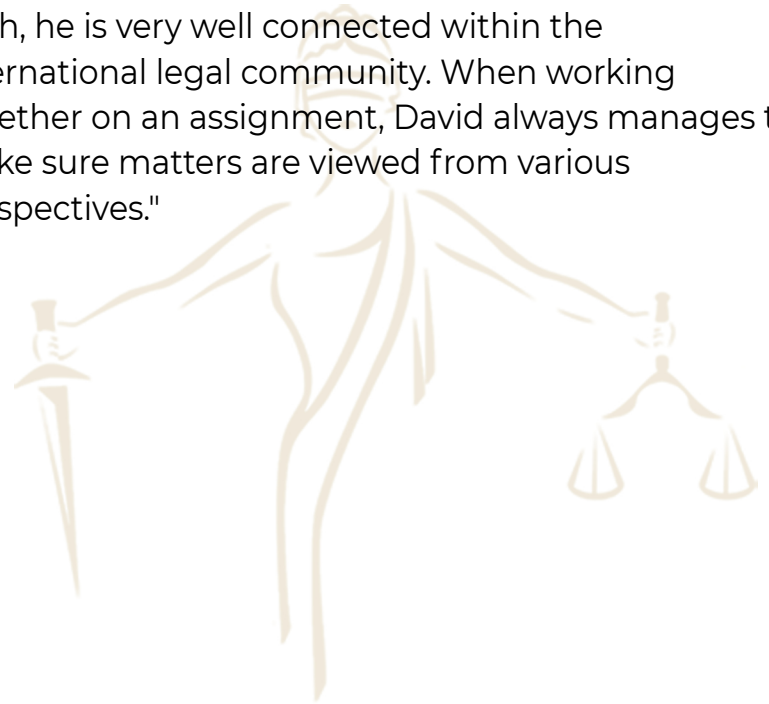 h, he is very well connected within the
ernational legal community. When working
ether on an assignment, David always manages t
ke sure matters are viewed from various
spectives."